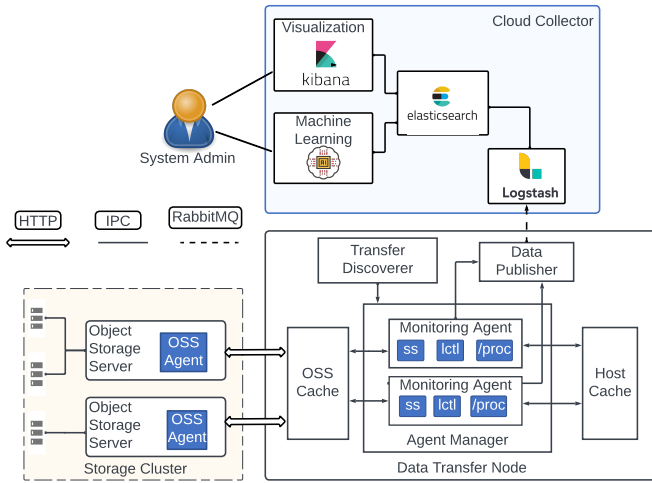 Cloud Collector
Visualization
kibana
elasticsearch
Machine
Learning
AI
Logstash
System Admin
HTTP
IPC
RabbitMQ
Transfer
Discoverer
Data
Publisher
Object
Storage
Server
OSS
Agent
Object
Storage
Server
OSS
Agent
Storage Cluster
OSS
Cache
Monitoring Agent
ss
lctl
/proc
Monitoring Agent
ss
lctl
/proc
Agent Manager
Host
Cache
Data Transfer Node